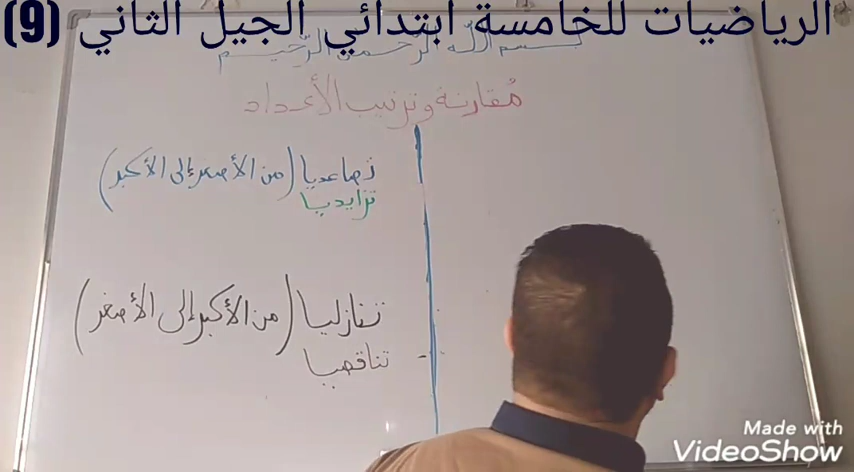 الرياضيات للخامسة ابتدائي الجيل الثاني (9)
بسم الله الرحمن الرحيم
مُقارنة وترتيب الأعداد
تصاعديا (من الأصغر إلى الأكبر)
تزايديا
تنازليا (من الأكبر إلى الأصغر)
تناقصيا
Made with
VideoShow